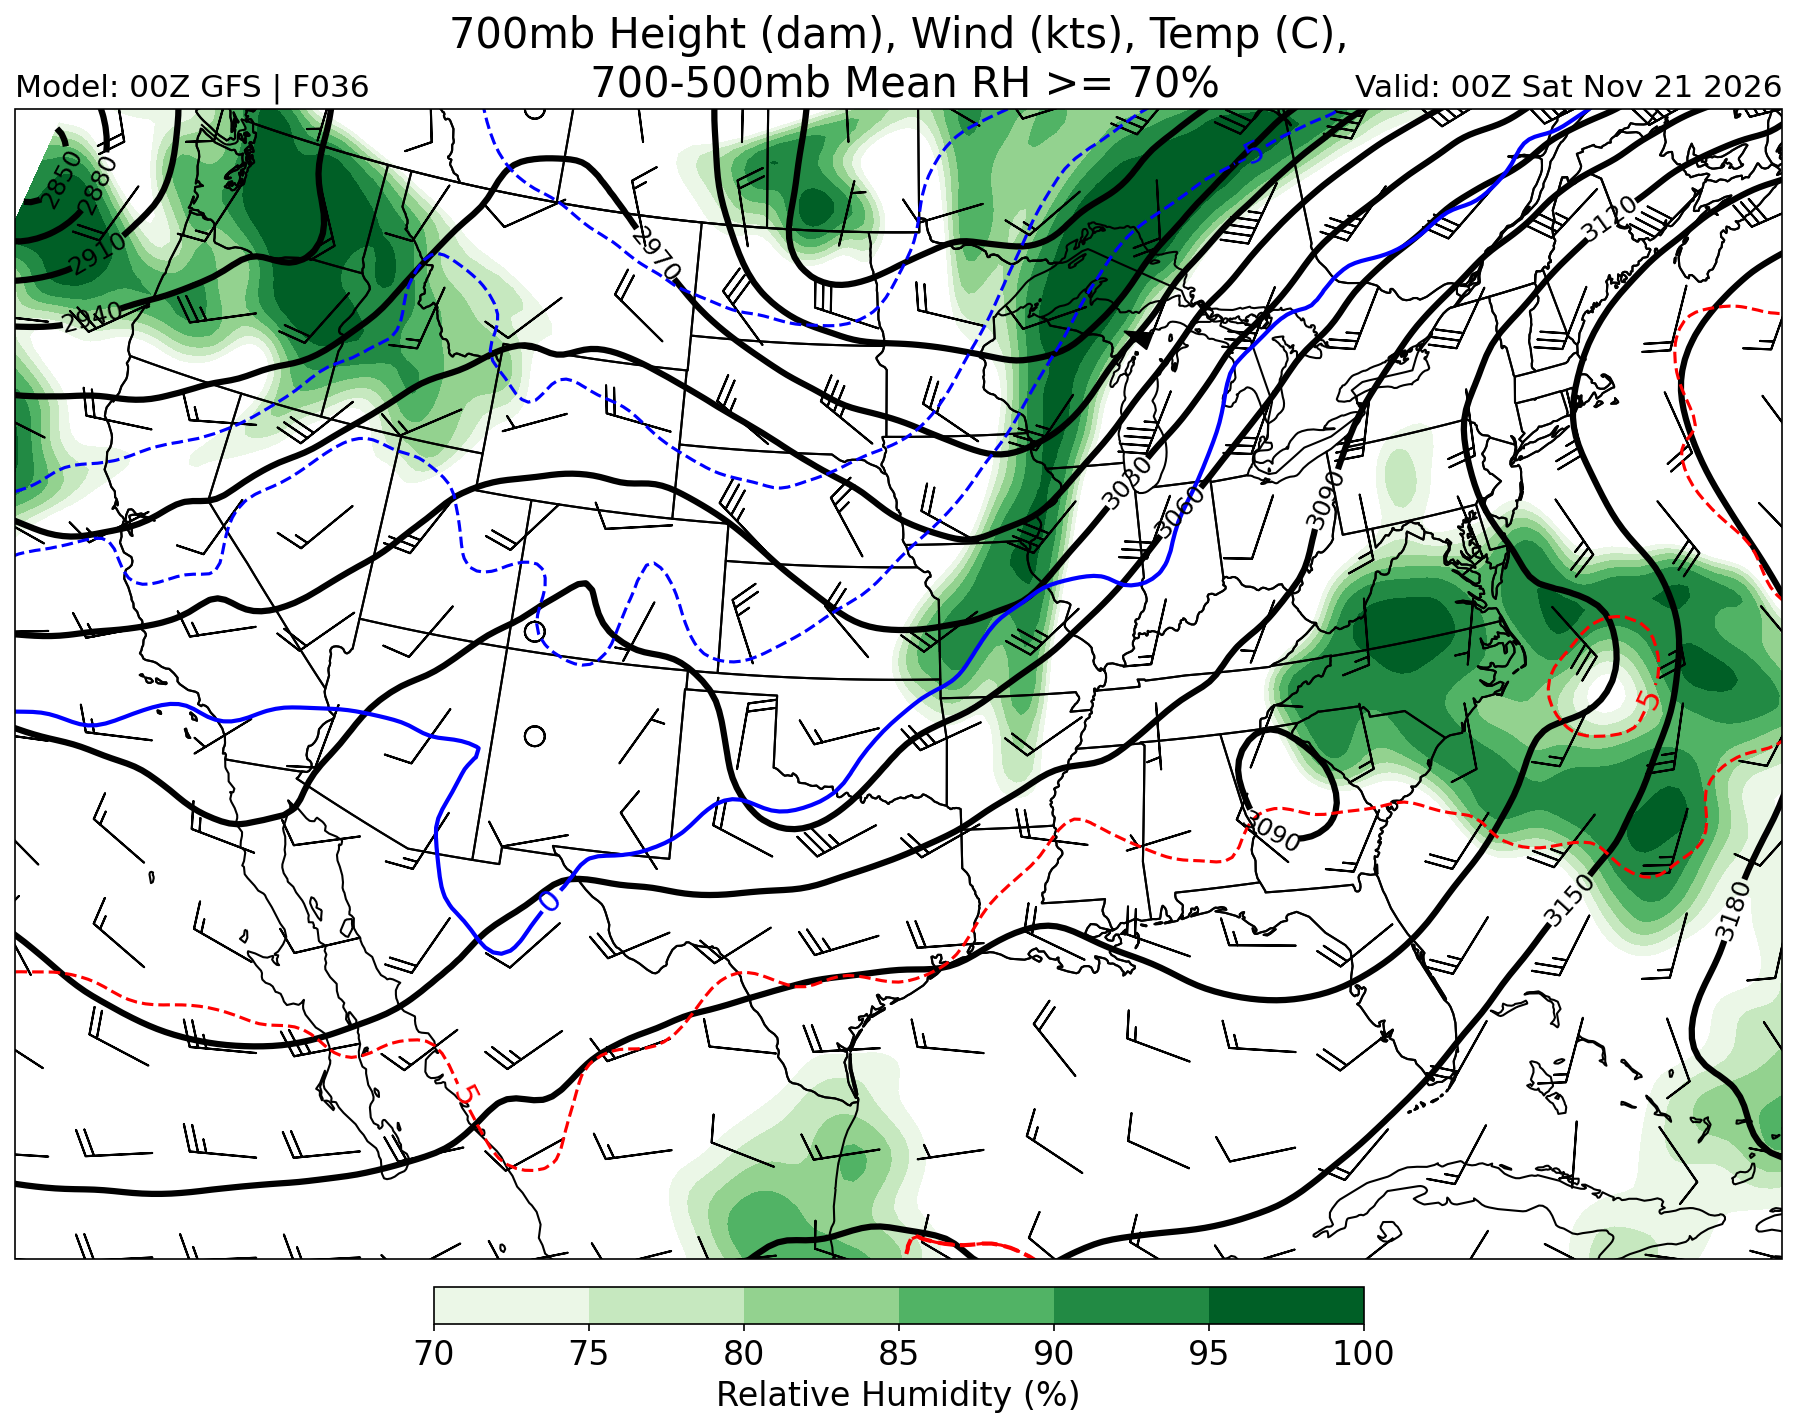 700mb Height (dam), Wind (kts), Temp (C),
700-500mb Mean RH >= 70%
Model: 00Z GFS | F036
Valid: 00Z Sat Nov 21 2026
2850
2880
2910
2940
2970
-5
3120
3030
3060
3090
5
3090
0
3150
3180
5
70 75 80 85 90 95 100
Relative Humidity (%)